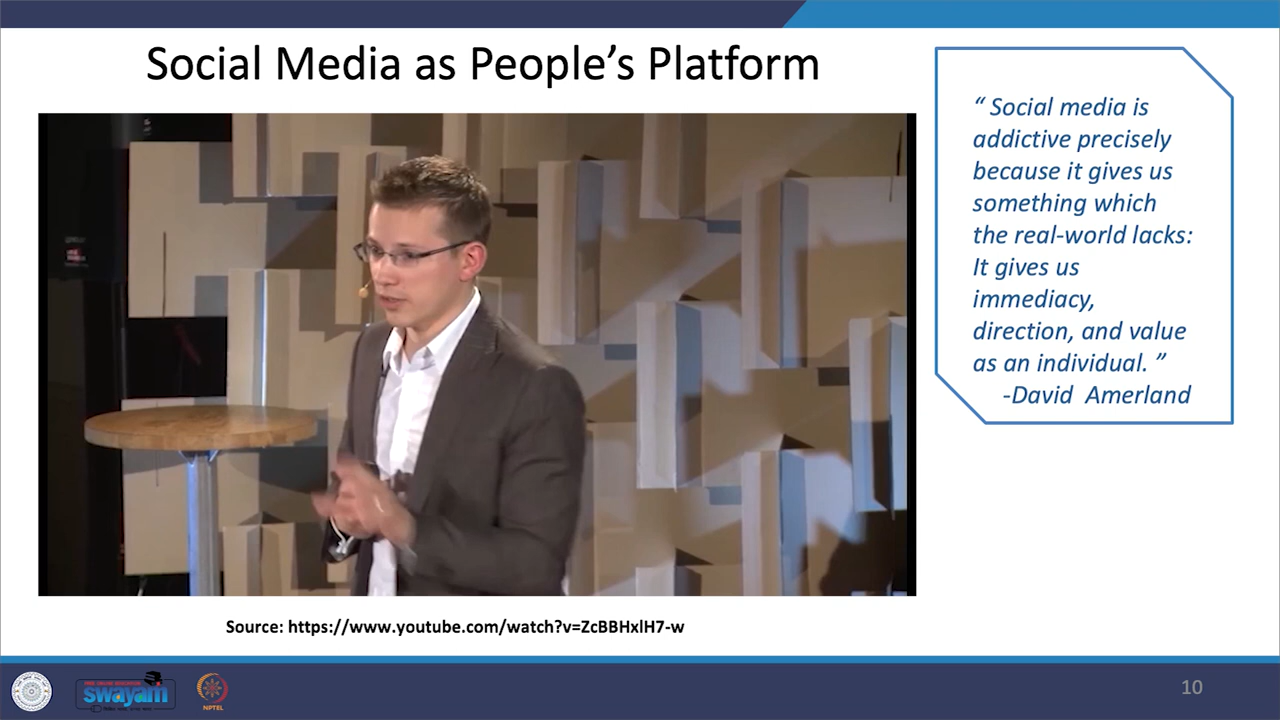 Social Media as People's Platform
“ Social media is
addictive precisely
because it gives us
something which
the real-world lacks:
It gives us
immediacy,
direction, and value
as an individual. ”
-David Amerland
Source: https://www.youtube.com/watch?v=ZcBBHxlH7-w
swayam
NPTEL
10